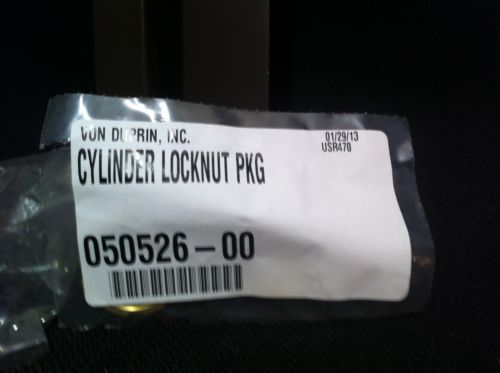 VON DUPRIN, INC.
01/29/13
USR470
CYLINDER LOCKNUT PKG
050526-00